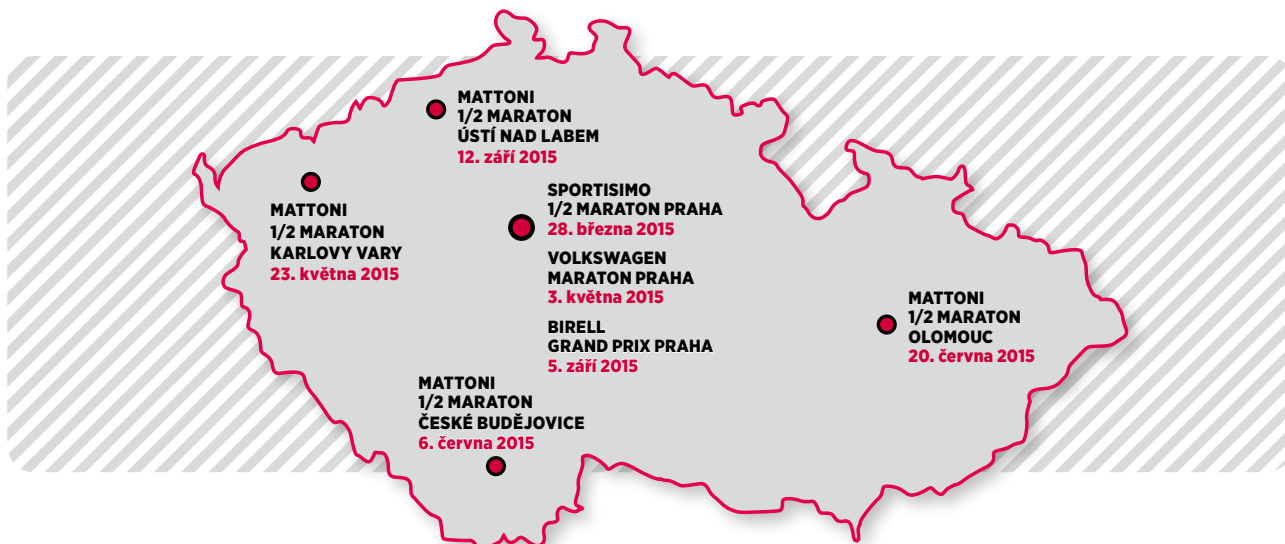 MATTONI
1/2 MARATON
ÚSTÍ NAD LABEM
12. září 2015
MATTONI
1/2 MARATON
KARLOVY VARY
23. května 2015
SPORTISIMO
1/2 MARATON PRAHA
28. března 2015
VOLKSWAGEN
MARATON PRAHA
3. května 2015
BIRELL
GRAND PRIX PRAHA
5. září 2015
MATTONI
1/2 MARATON
OLOMOUC
20. června 2015
MATTONI
1/2 MARATON
ČESKÉ BUDĚJOVICE
6. června 2015